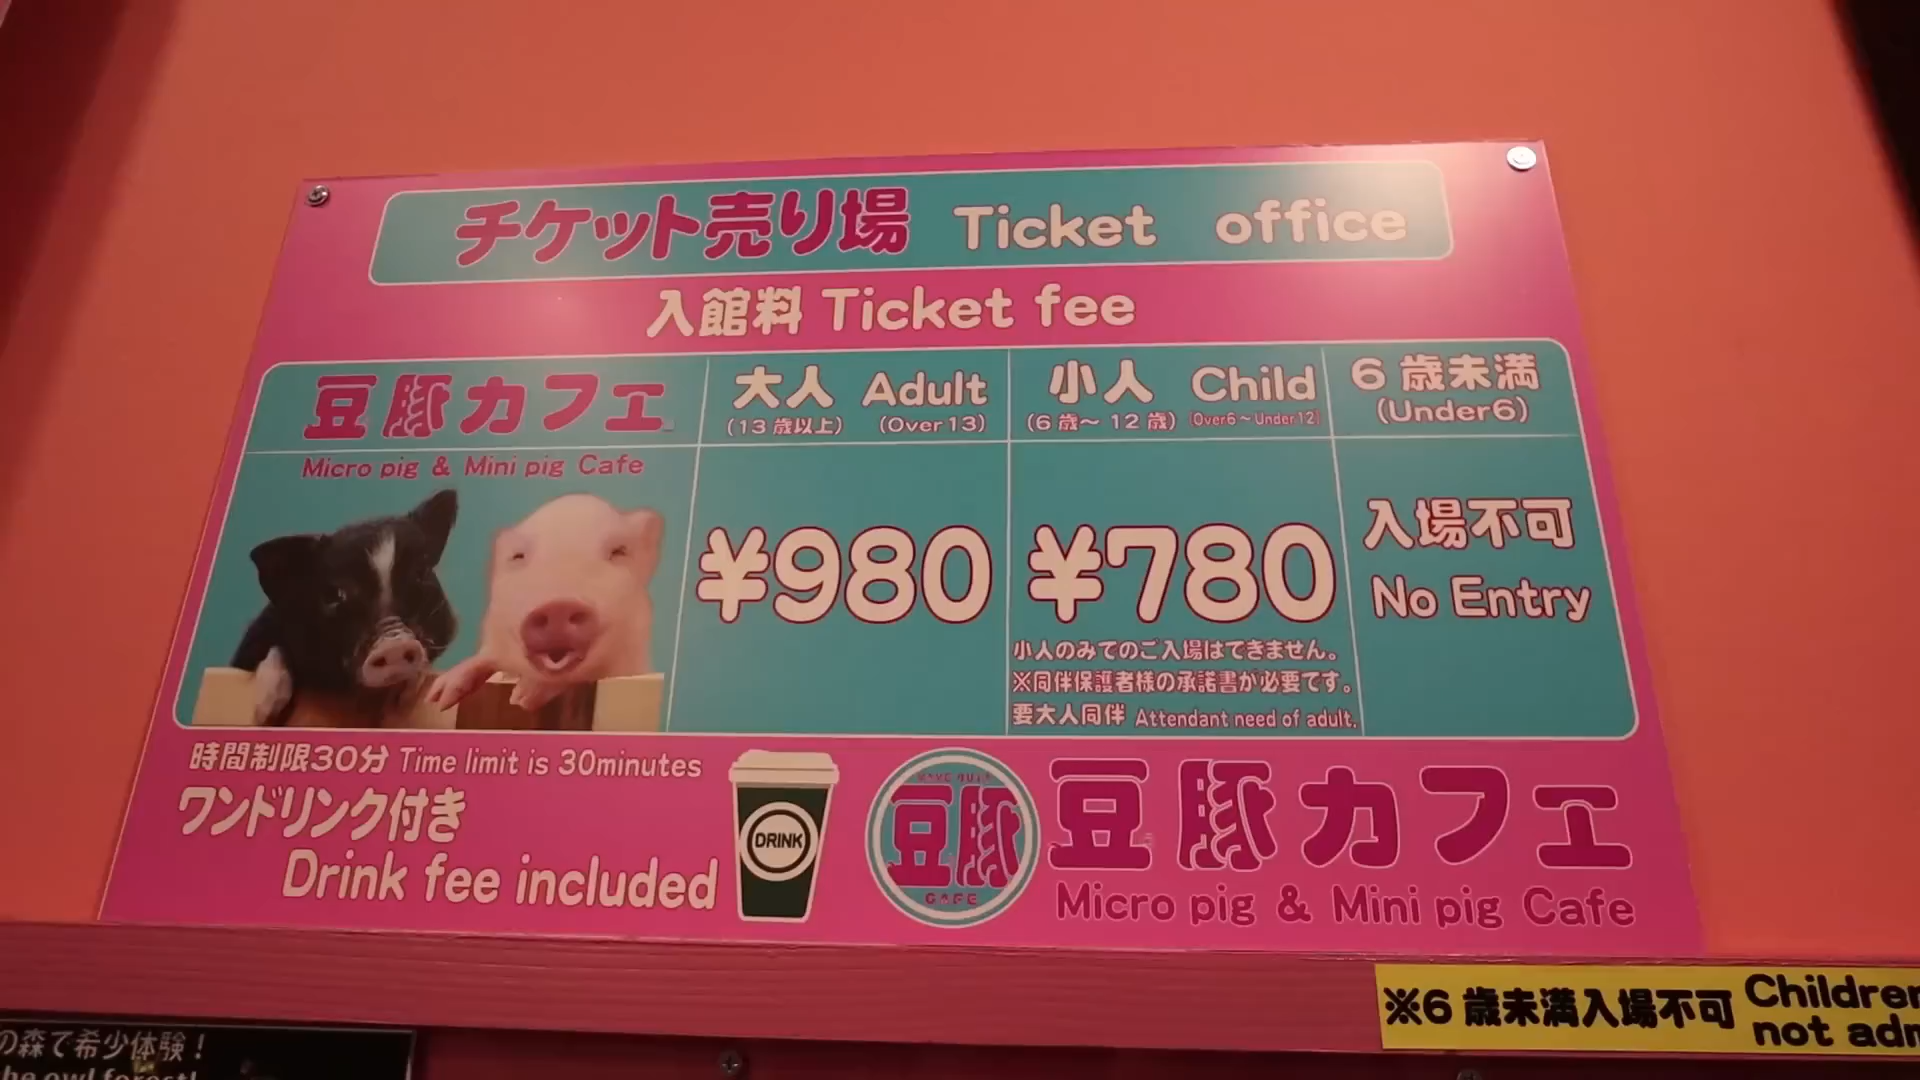 チケット売り場 Ticket office
入館料 Ticket fee
豆豚カフェ
Micro pig & Mini pig Cafe
大人 Adult
(13歳以上) (Over 13)
小人 Child
(6歳～12歳) (Over6～Under12)
6歳未満
(Under6)
¥980
¥780
小人のみでのご入場はできません。
※同伴保護者様の承諾書が必要です。
要大人同伴 Attendant need of adult.
入場不可
No Entry
時間制限30分 Time limit is 30minutes
ワンドリンク付き
Drink fee included
DRINK
豆豚
CAFE
豆豚カフェ
Micro pig & Mini pig Cafe
※6歳未満入場不可 Children
not adm
の森で希少体験！
he owl forest!